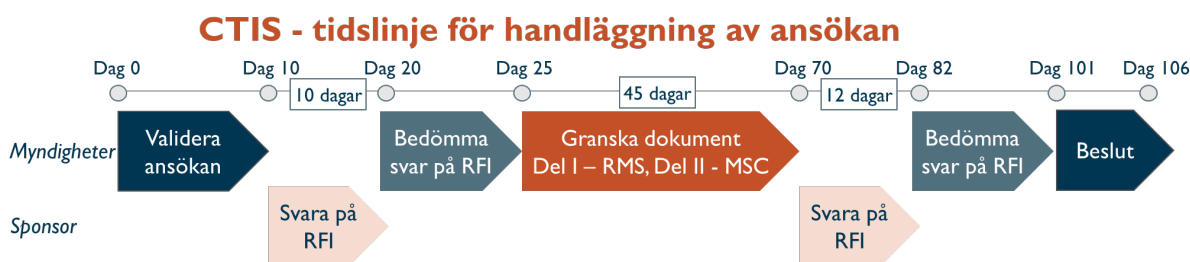 CTIS - tidslinje för handläggning av ansökan
Dag 0 Dag 10 Dag 20 Dag 25 Dag 70 Dag 82 Dag 101 Dag 106
10 dagar 45 dagar 12 dagar
Myndigheter
Validera
ansökan
Bedömma
svar på RFI
Granska dokument
Del I – RMS, Del II - MSC
Bedömma
svar på RFI
Beslut
Sponsor
Svara på
RFI
Svara på
RFI